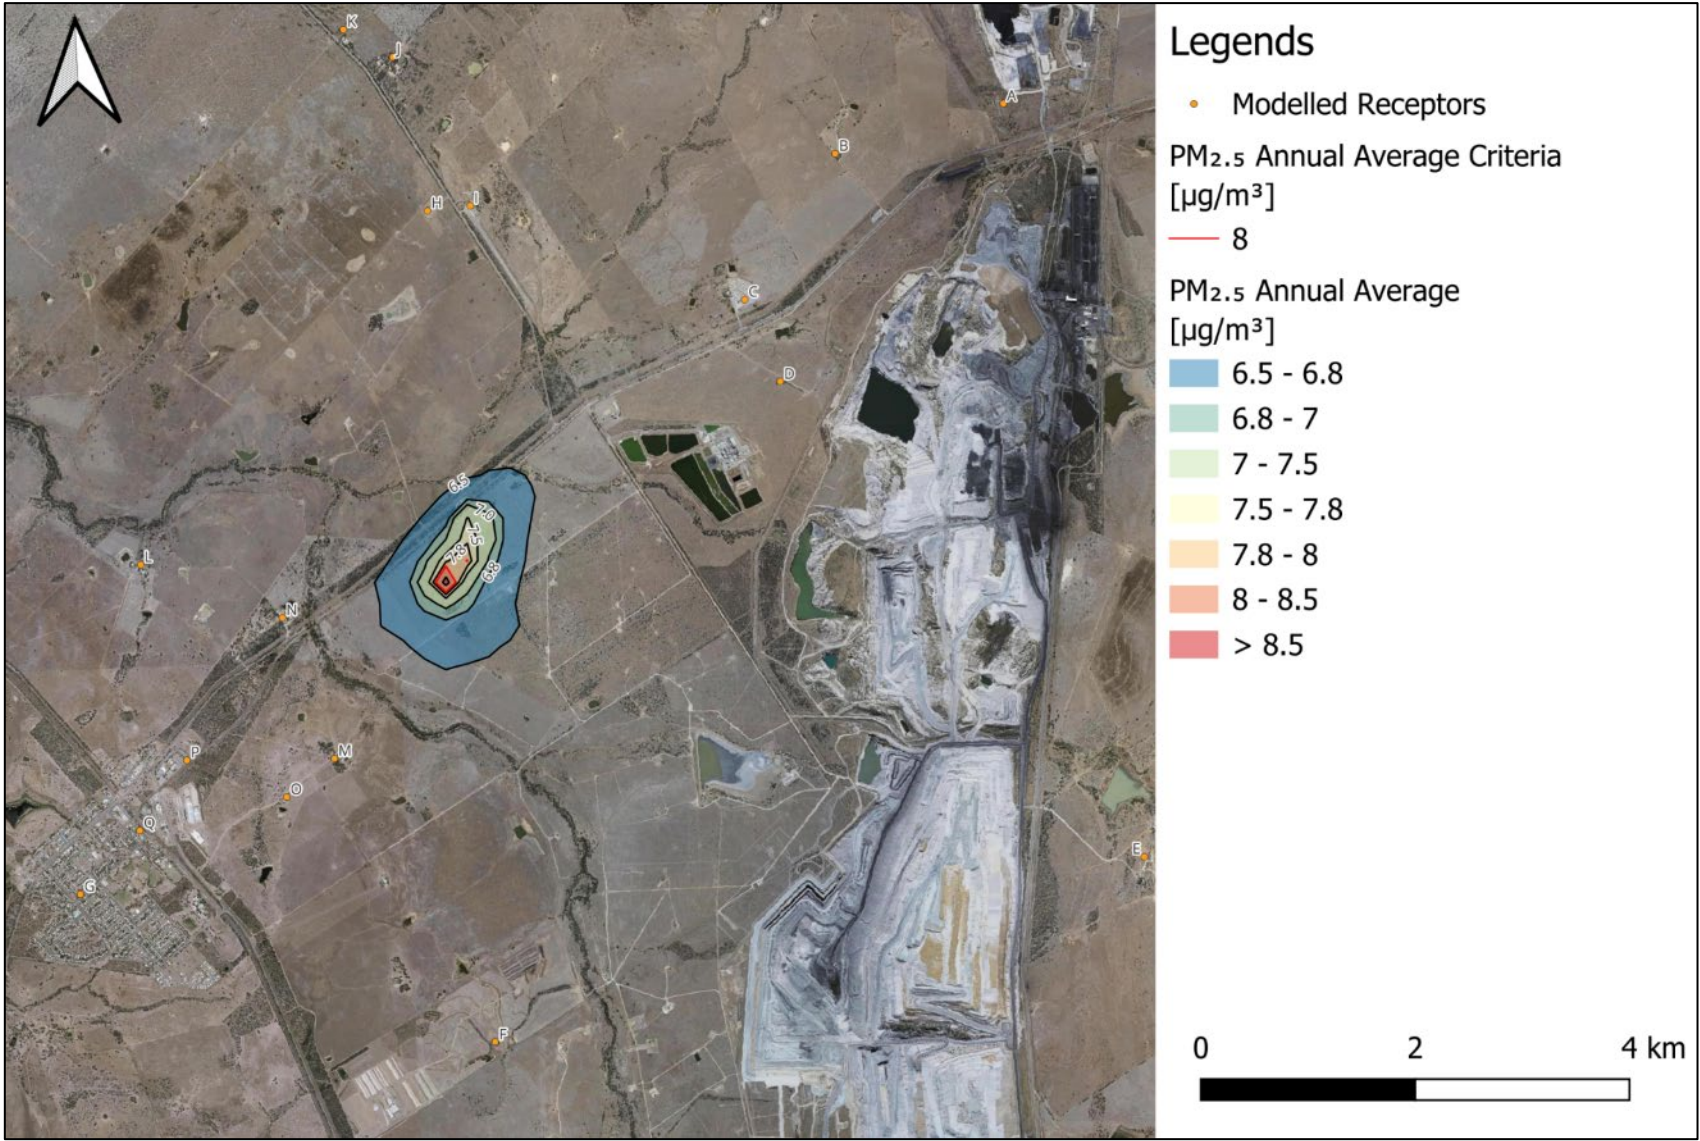 K
J
A
B
H
I
C
D
6.5
7.0
7.5
7.8
6.8
L
N
P
M
O
Q
G
E
F
Legends
Modelled Receptors
PM₂.₅ Annual Average Criteria
[µg/m³]
8
PM₂.₅ Annual Average
[µg/m³]
6.5 - 6.8
6.8 - 7
7 - 7.5
7.5 - 7.8
7.8 - 8
8 - 8.5
> 8.5
0 2 4 km